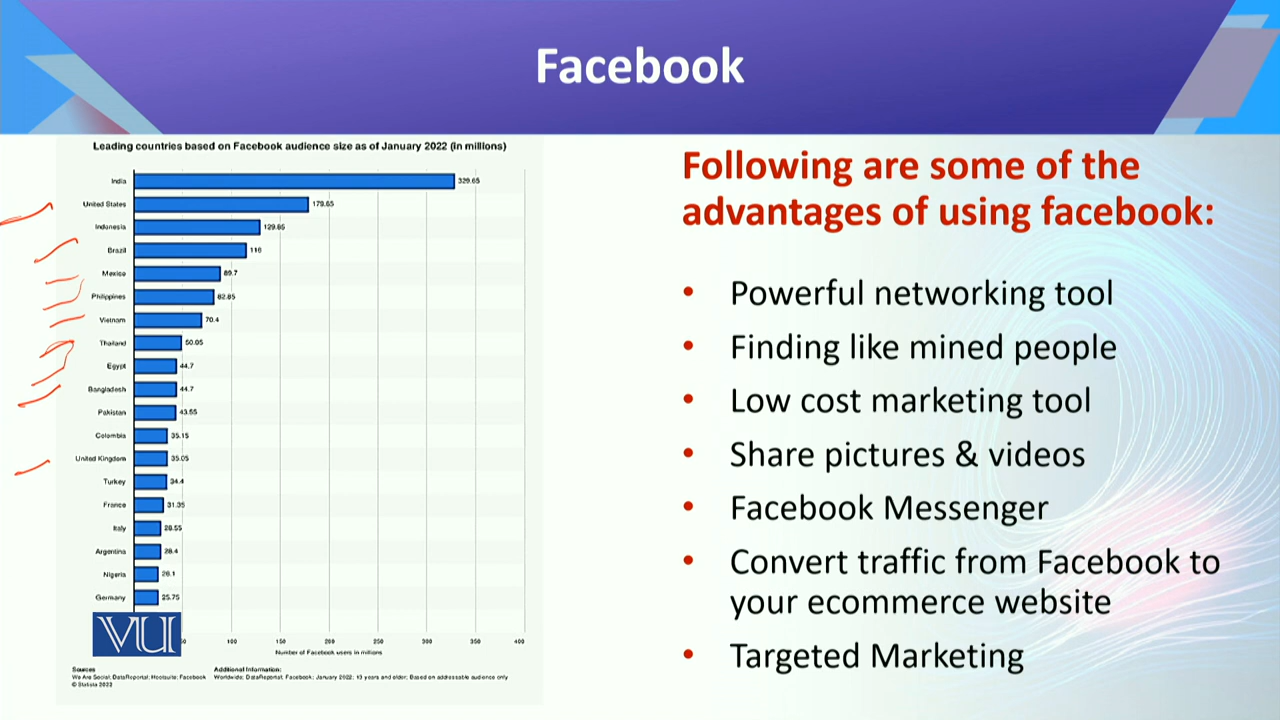 Facebook
Leading countries based on Facebook audience size as of January 2022 (in millions)
India 329.65
United States 179.65
Indonesia 129.85
Brazil 116
Mexico 89.7
Philippines 82.85
Vietnam 70.4
Thailand 50.05
Egypt 44.7
Bangladesh 44.7
Pakistan 43.55
Colombia 35.15
United Kingdom 35.05
Turkey 34.4
France 31.35
Italy 28.55
Argentina 28.4
Nigeria 26.1
Germany 25.75
VU
100 150 200 250 300 350 400
Number of Facebook users in millions
Sources
We Are Social; DataReportal; Hootsuite; Facebook
© Statista 2022
Additional Information:
Worldwide; DataReportal; Facebook; January 2022; 13 years and older; Based on addressable audience only
Following are some of the
advantages of using facebook:
• Powerful networking tool
• Finding like mined people
• Low cost marketing tool
• Share pictures & videos
• Facebook Messenger
• Convert traffic from Facebook to
your ecommerce website
• Targeted Marketing